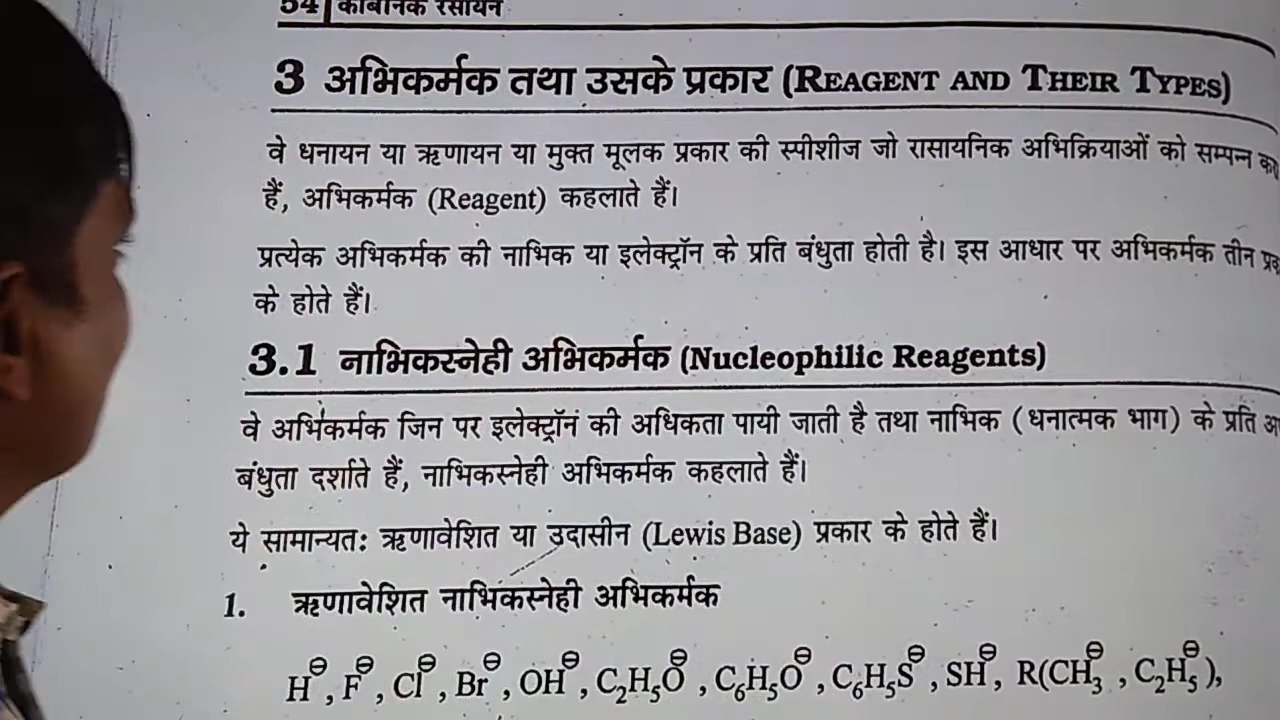 54 कार्बनिक रसायन
3 अभिकर्मक तथा उसके प्रकार (REAGENT AND THEIR TYPES)
वे धनायन या ऋणायन या मुक्त मूलक प्रकार की स्पीशीज जो रासायनिक अभिक्रियाओं को सम्पन्न
हैं, अभिकर्मक (Reagent) कहलाते हैं।
प्रत्येक अभिकर्मक की नाभिक या इलेक्ट्रॉन के प्रति बंधुता होती है। इस आधार पर अभिकर्मक तीन
के होते हैं।
3.1 नाभिकस्नेही अभिकर्मक (Nucleophilic Reagents)
वे अभिकर्मक जिन पर इलेक्ट्रॉन की अधिकता पायी जाती है तथा नाभिक (धनात्मक भाग) के प्रति
बंधुता दर्शाते हैं, नाभिकस्नेही अभिकर्मक कहलाते हैं।
ये सामान्यतः ऋणावेशित या उदासीन (Lewis Base) प्रकार के होते हैं।
1. ऋणावेशित नाभिकस्नेही अभिकर्मक
H⊖, F⊖, Cl⊖, Br⊖, OH⊖, C₂H₅O⊖, C₆H₅O⊖, C₆H₅S⊖, SH⊖, R(CH₃⊖, C₂H₅⊖),